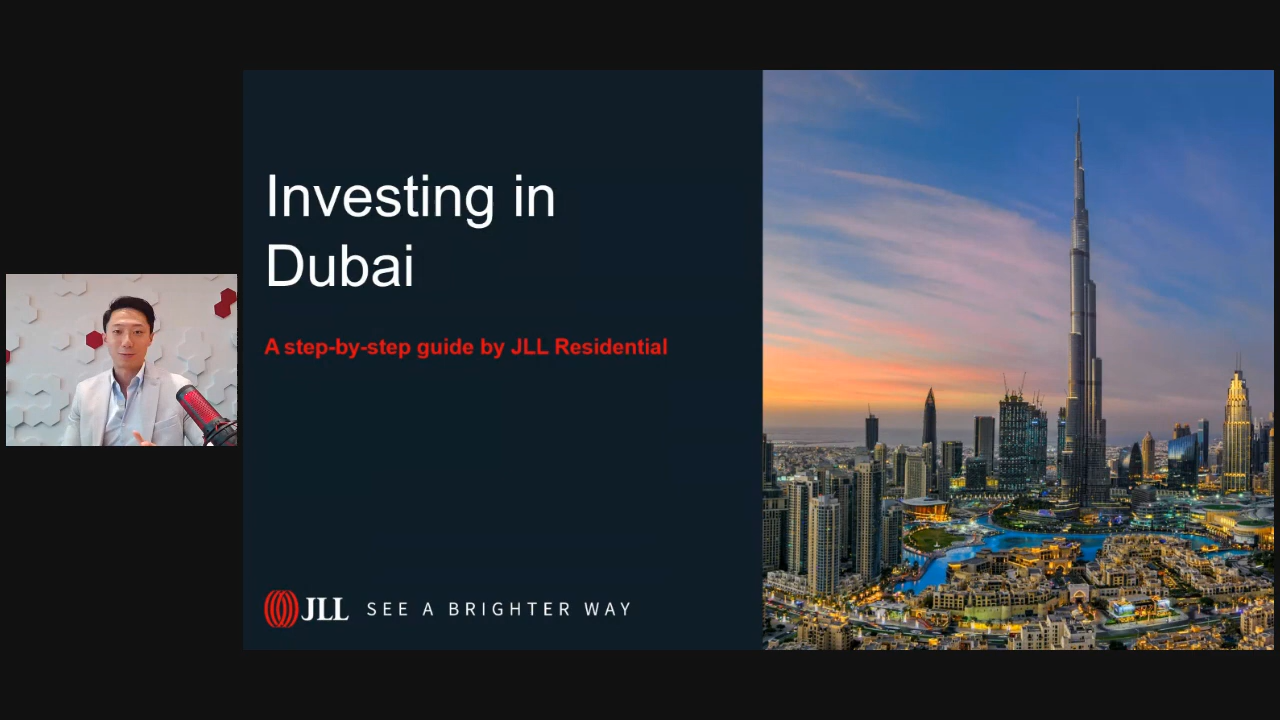 Investing in
Dubai
A step-by-step guide by JLL Residential
JLL SEE A BRIGHTER WAY